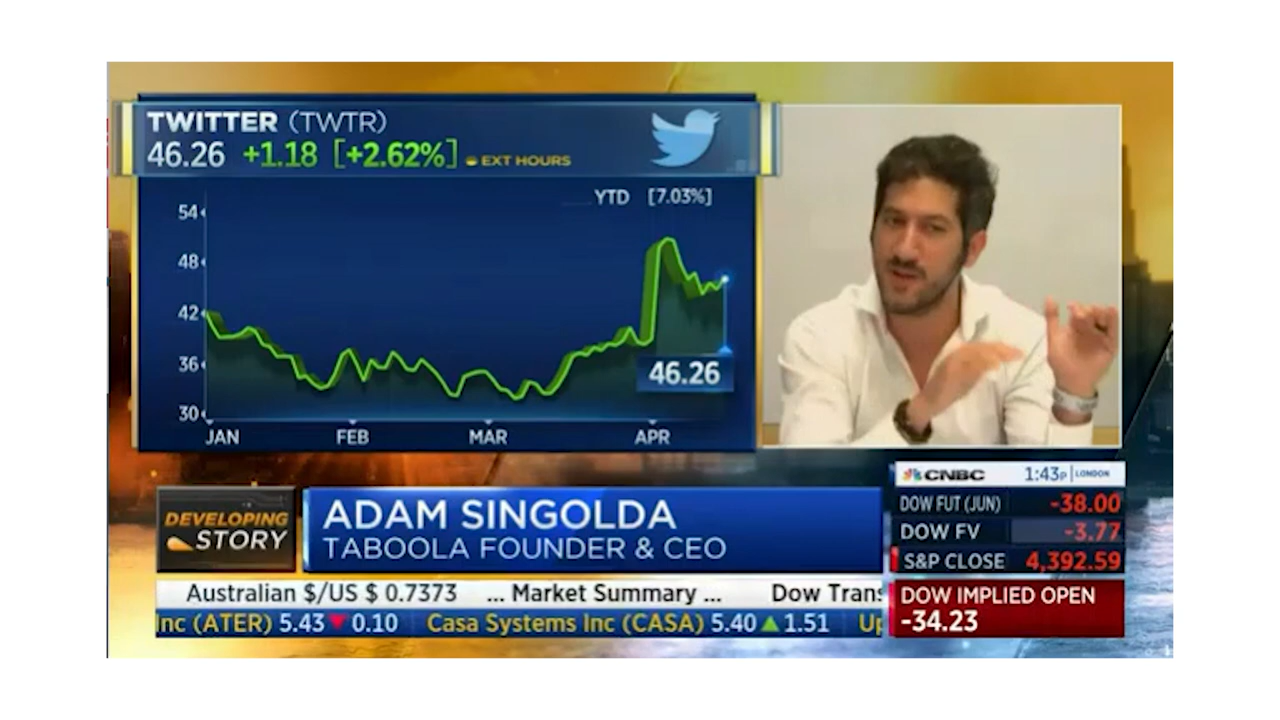 TWITTER (TWTR)
46.26 +1.18 [+2.62%] EXT HOURS
YTD [7.03%]
54
48
42
36
30
46.26
JAN FEB MAR APR
CNBC 1:43P LONDON
DEVELOPING STORY
ADAM SINGOLDA
TABOOLA FOUNDER & CEO
DOW FUT (JUN) -38.00
DOW FV -3.77
S&P CLOSE 4,392.59
DOW IMPLIED OPEN
-34.23
Australian $/US $ 0.7373 ... Market Summary ... Dow Trans
Inc (ATER) 5.43 ▼ 0.10 Casa Systems Inc (CASA) 5.40 ▲ 1.51 Up